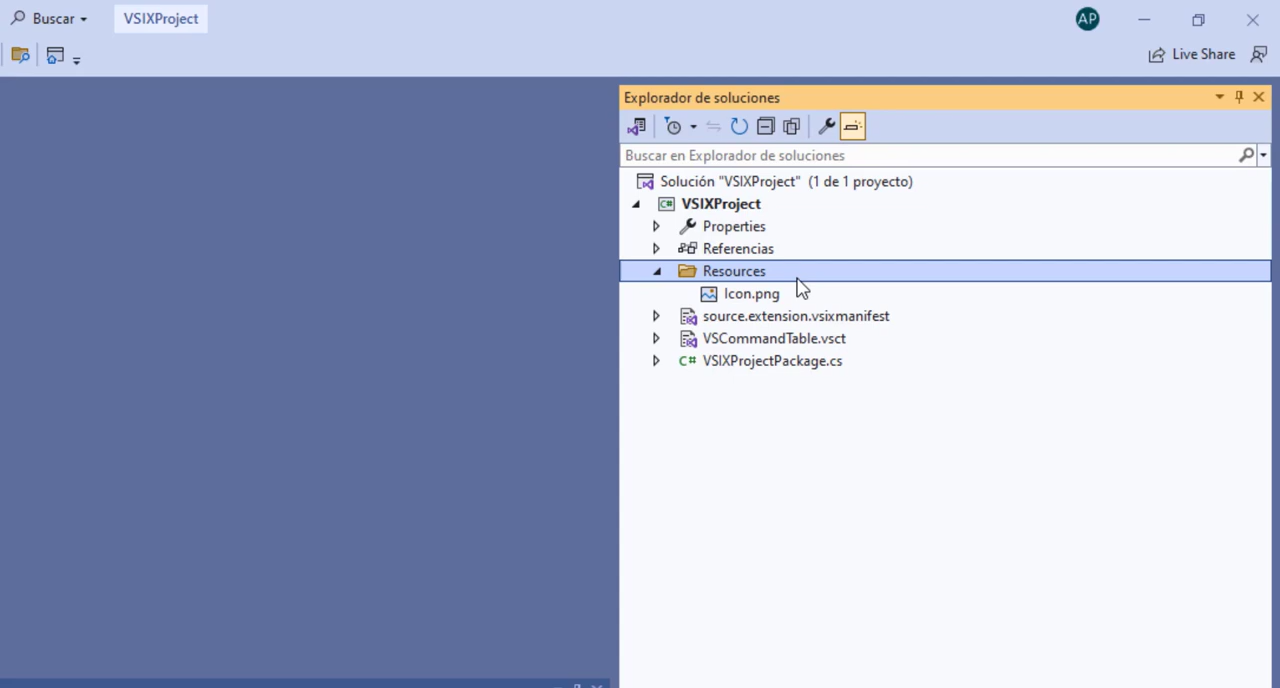 Buscar
VSIXProject
AP
Live Share
Explorador de soluciones
Buscar en Explorador de soluciones
Solución "VSIXProject" (1 de 1 proyecto)
C# VSIXProject
Properties
Referencias
Resources
Icon.png
source.extension.vsixmanifest
VSCommandTable.vsct
C# VSIXProjectPackage.cs